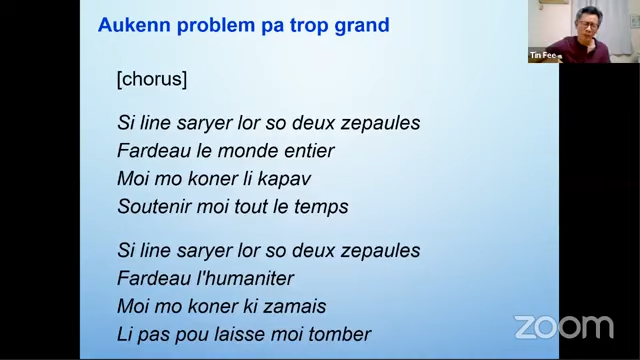 Aukenn problem pa trop grand
Tin Fee
[chorus]
Si line saryer lor so deux zepaules
Fardeau le monde entier
Moi mo koner li kapav
Soutenir moi tout le temps
Si line saryer lor so deux zepaules
Fardeau l'humaniter
Moi mo koner ki zamais
Li pas pou laisse moi tomber
zoom